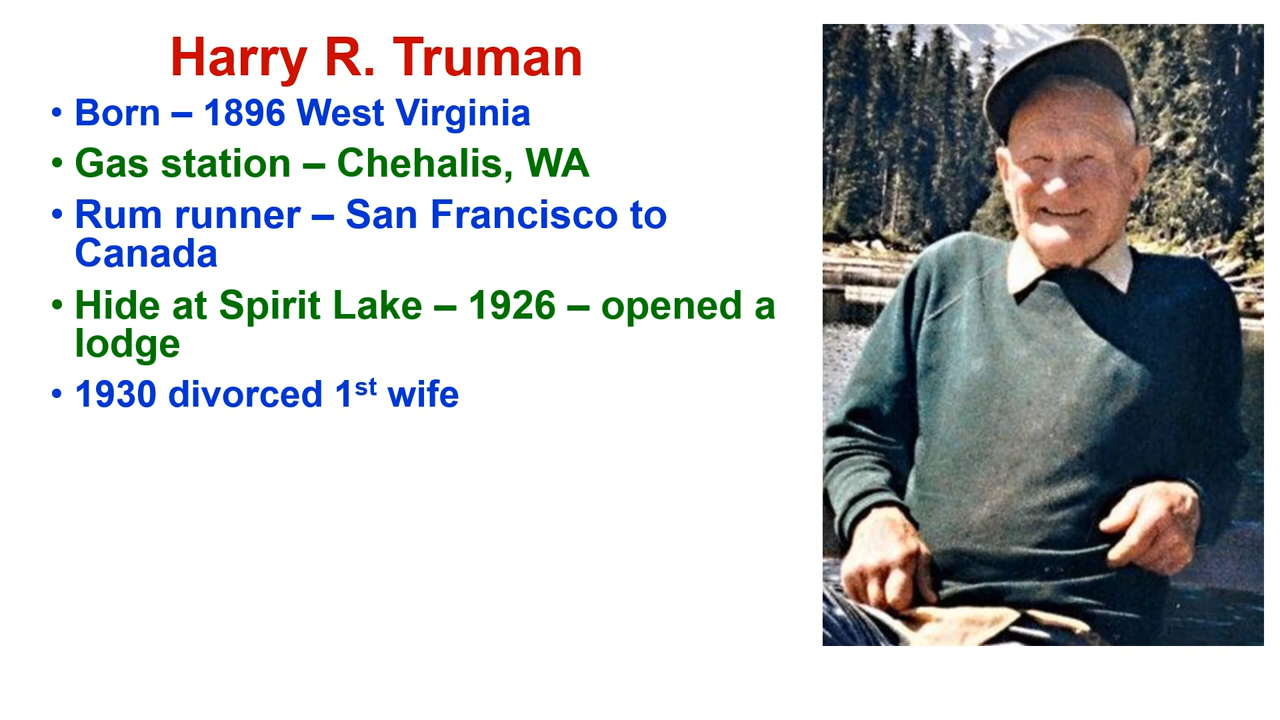 Harry R. Truman
• Born – 1896 West Virginia
• Gas station – Chehalis, WA
• Rum runner – San Francisco to
Canada
• Hide at Spirit Lake – 1926 – opened a
lodge
• 1930 divorced 1st wife